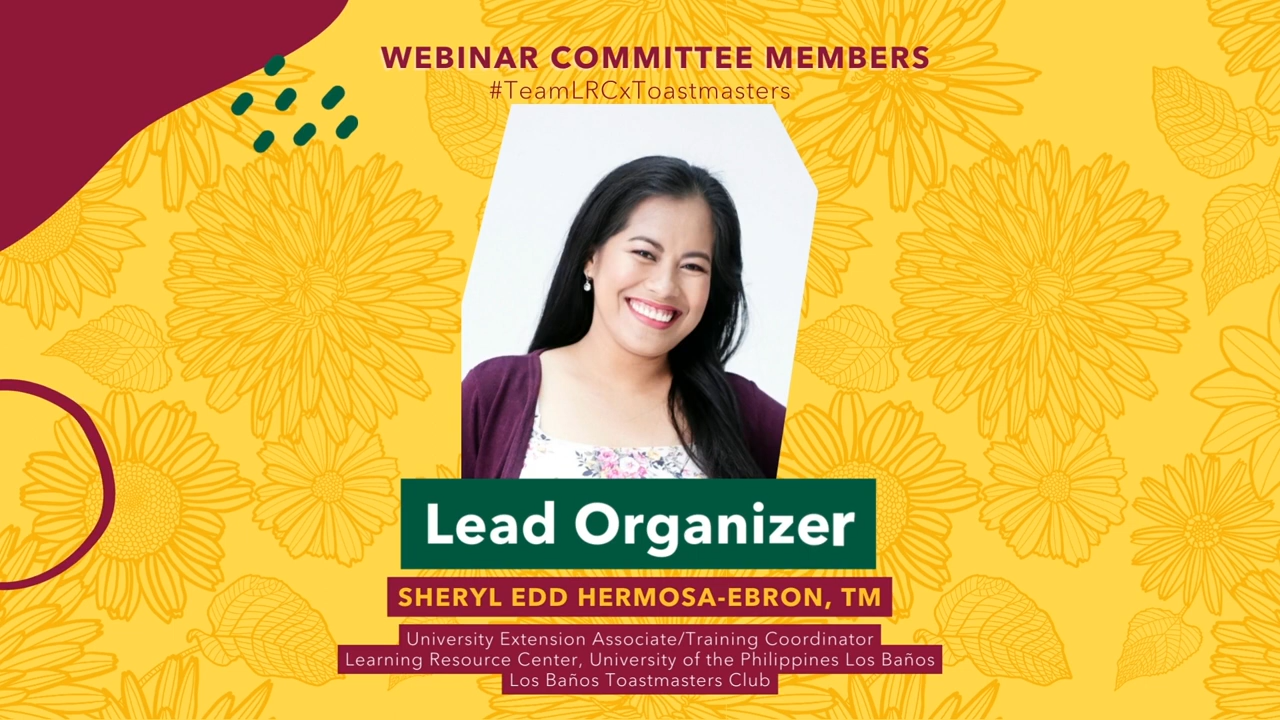 WEBINAR COMMITTEE MEMBERS
#TeamLRCxToastmasters
Lead Organizer
SHERYL EDD HERMOSA-EBRON, TM
University Extension Associate/Training Coordinator
Learning Resource Center, University of the Philippines Los Baños
Los Baños Toastmasters Club